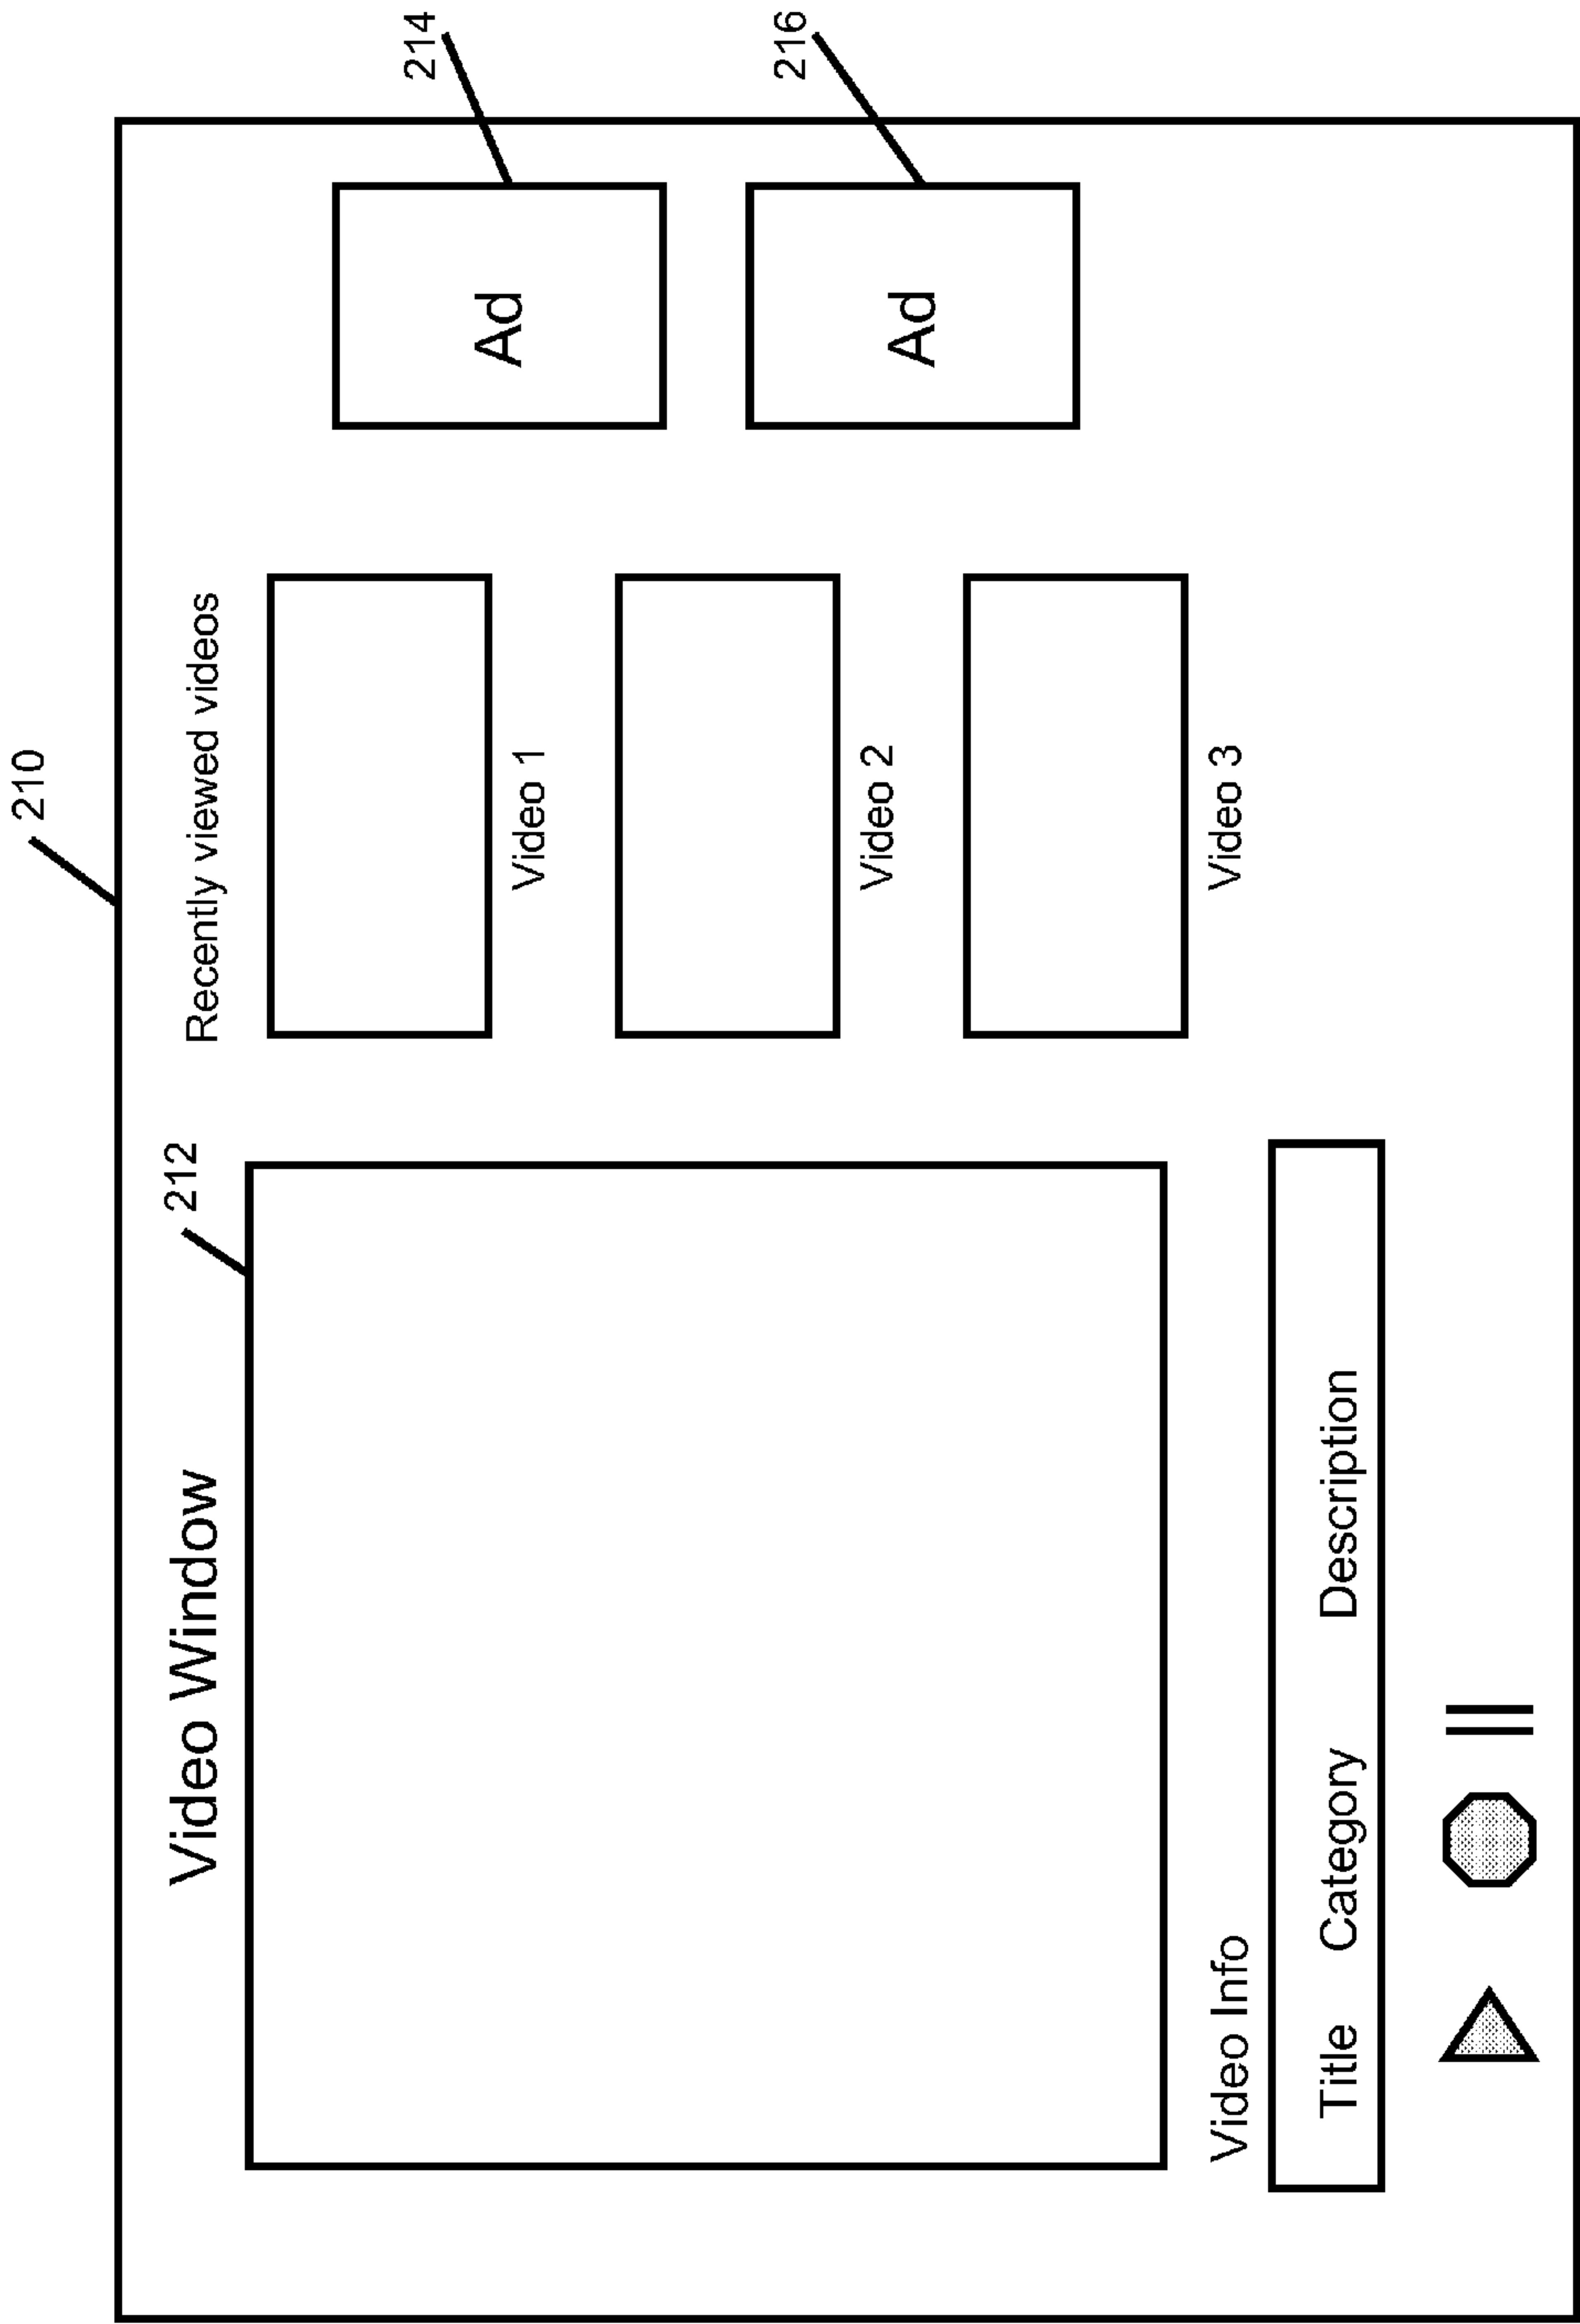 210
Video Window
212
Recently viewed videos
Video 1
Video 2
Video 3
Ad
214
Ad
216
Video Info
Title Category Description